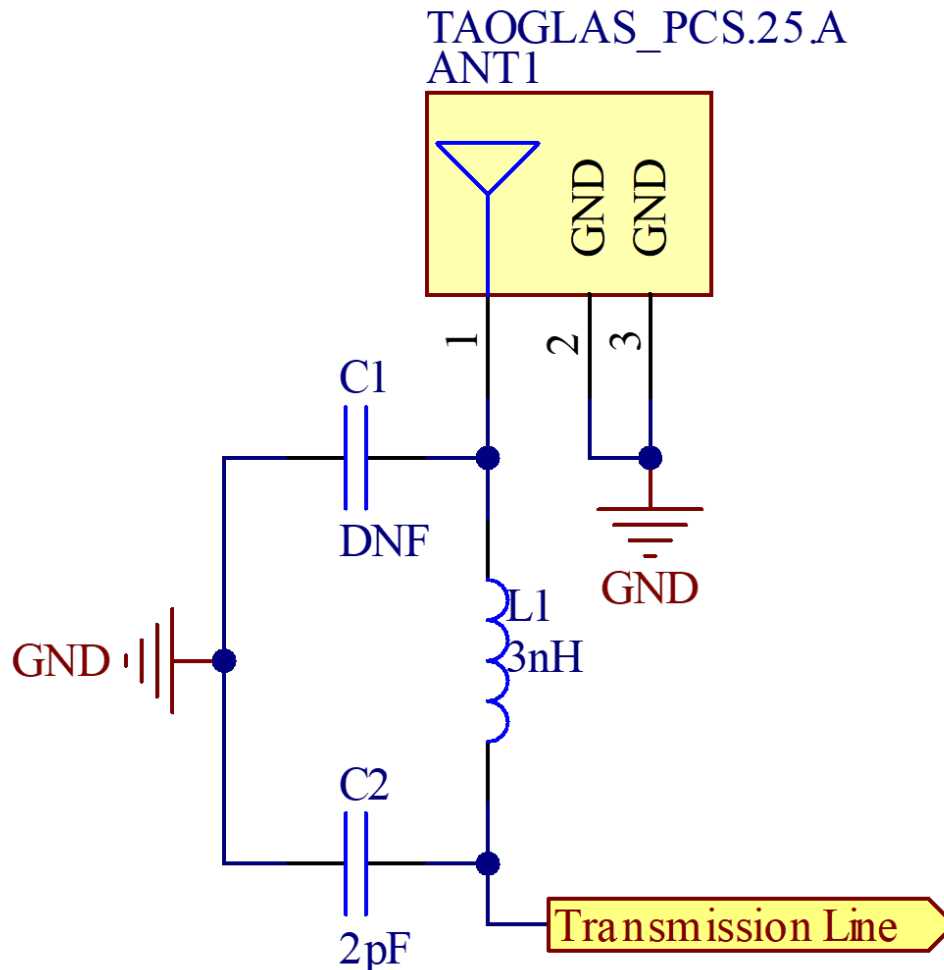 TAOGLAS_PCS.25.A
ANT1
GND
GND
1
2
3
C1
DNF
GND
L1
3nH
GND
C2
2pF
Transmission Line